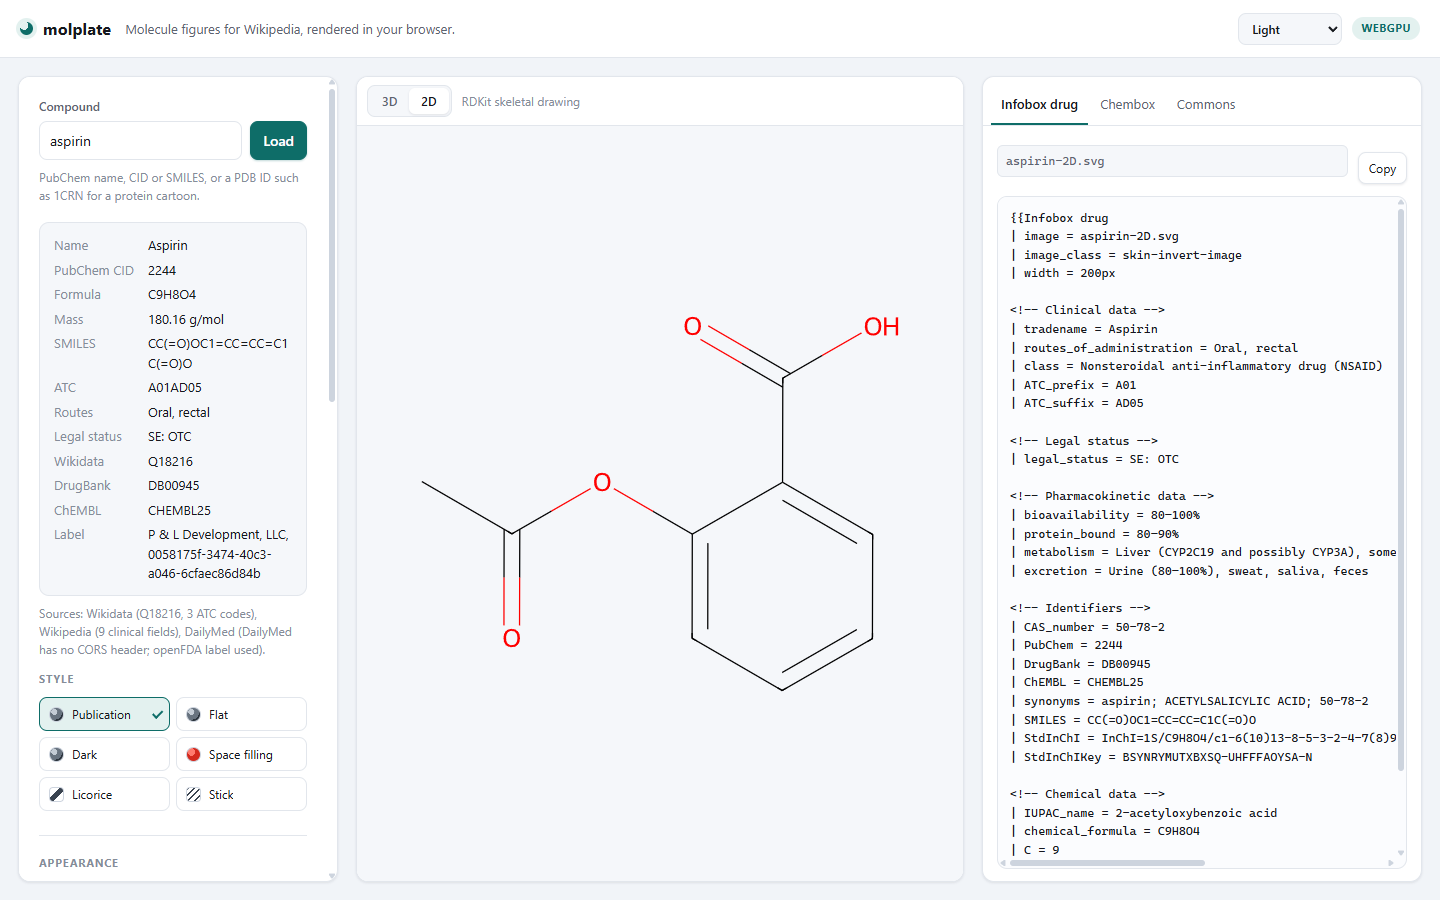 molplate
Molecule figures for Wikipedia, rendered in your browser.
Light
WEBGPU
Compound
aspirin
Load
PubChem name, CID or SMILES, or a PDB ID such
as 1CRN for a protein cartoon.
Name Aspirin
PubChem CID 2244
Formula C9H8O4
Mass 180.16 g/mol
SMILES CC(=O)OC1=CC=CC=C1
C(=O)O
ATC A01AD05
Routes Oral, rectal
Legal status SE: OTC
Wikidata Q18216
DrugBank DB00945
ChEMBL CHEMBL25
Label P & L Development, LLC,
0058175f-3474-40c3-
a046-6cfaec86d84b
Sources: Wikidata (Q18216, 3 ATC codes),
Wikipedia (9 clinical fields), DailyMed (DailyMed
has no CORS header; openFDA label used).
STYLE
Publication
Flat
Dark
Space filling
Licorice
Stick
APPEARANCE
3D
2D
RDKit skeletal drawing
O
OH
O
O
Infobox drug
Chembox
Commons
aspirin-2D.svg
Copy
{{Infobox drug
| image = aspirin-2D.svg
| image_class = skin-invert-image
| width = 200px
<!-- Clinical data -->
| tradename = Aspirin
| routes_of_administration = Oral, rectal
| class = Nonsteroidal anti-inflammatory drug (NSAID)
| ATC_prefix = A01
| ATC_suffix = AD05
<!-- Legal status -->
| legal_status = SE: OTC
<!-- Pharmacokinetic data -->
| bioavailability = 80–100%
| protein_bound = 80–90%
| metabolism = Liver (CYP2C19 and possibly CYP3A), some
| excretion = Urine (80–100%), sweat, saliva, feces
<!-- Identifiers -->
| CAS_number = 50-78-2
| PubChem = 2244
| DrugBank = DB00945
| ChEMBL = CHEMBL25
| synonyms = aspirin; ACETYLSALICYLIC ACID; 50-78-2
| SMILES = CC(=O)OC1=CC=CC=C1C(=O)O
| StdInChI = InChI=1S/C9H8O4/c1-6(10)13-8-5-3-2-4-7(8)9
| StdInChIKey = BSYNRYMUTXBXSQ-UHFFFAOYSA-N
<!-- Chemical data -->
| IUPAC_name = 2-acetyloxybenzoic acid
| chemical_formula = C9H8O4
| C = 9